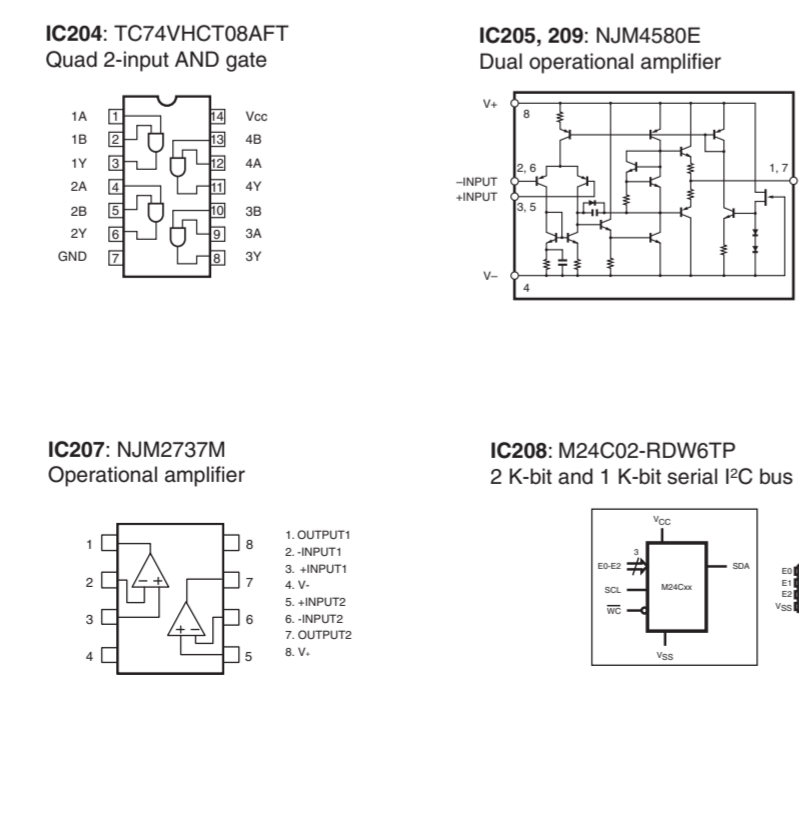 IC204: TC74VHCT08AFT
Quad 2-input AND gate
1A 1 14 Vcc
1B 2 13 4B
1Y 3 12 4A
2A 4 11 4Y
2B 5 10 3B
2Y 6 9 3A
GND 7 8 3Y
IC205, 209: NJM4580E
Dual operational amplifier
V+
8
2, 6
1, 7
–INPUT
+INPUT
3, 5
V–
4
IC207: NJM2737M
Operational amplifier
1 8
2 – + 7
3 + – 6
4 5
1. OUTPUT1
2. -INPUT1
3. +INPUT1
4. V-
5. +INPUT2
6. -INPUT2
7. OUTPUT2
8. V+
IC208: M24C02-RDW6TP
2 K-bit and 1 K-bit serial I²C bus
VCC
3
E0-E2
SCL
WC
M24Cxx
SDA
VSS
E0
E1
E2
VSS